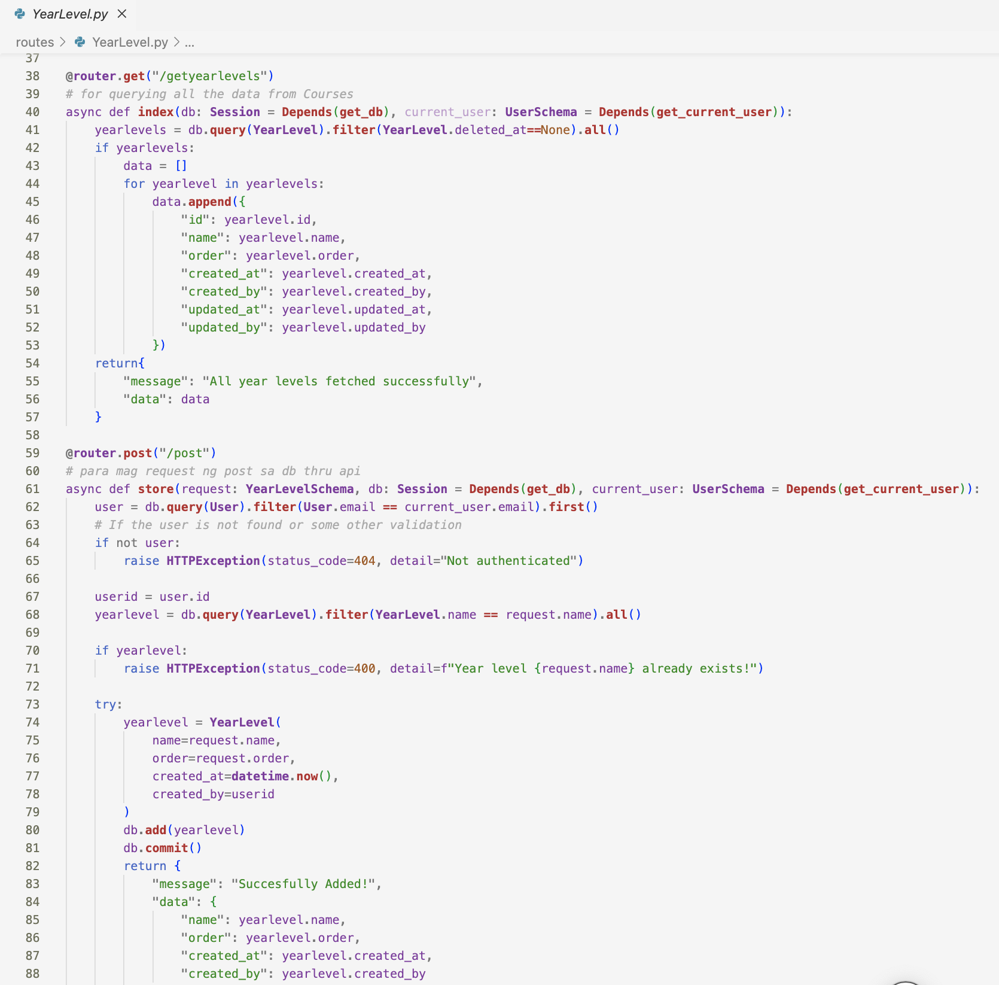 YearLevel.py ×
routes > YearLevel.py > ...
37
38 @router.get("/getyearlevels")
39 # for querying all the data from Courses
40 async def index(db: Session = Depends(get_db), current_user: UserSchema = Depends(get_current_user)):
41     yearlevels = db.query(YearLevel).filter(YearLevel.deleted_at==None).all()
42     if yearlevels:
43         data = []
44         for yearlevel in yearlevels:
45             data.append({
46                 "id": yearlevel.id,
47                 "name": yearlevel.name,
48                 "order": yearlevel.order,
49                 "created_at": yearlevel.created_at,
50                 "created_by": yearlevel.created_by,
51                 "updated_at": yearlevel.updated_at,
52                 "updated_by": yearlevel.updated_by
53             })
54     return{
55         "message": "All year levels fetched successfully",
56         "data": data
57     }
58
59 @router.post("/post")
60 # para mag request ng post sa db thru api
61 async def store(request: YearLevelSchema, db: Session = Depends(get_db), current_user: UserSchema = Depends(get_current_user)):
62     user = db.query(User).filter(User.email == current_user.email).first()
63     # If the user is not found or some other validation
64     if not user:
65         raise HTTPException(status_code=404, detail="Not authenticated")
66
67     userid = user.id
68     yearlevel = db.query(YearLevel).filter(YearLevel.name == request.name).all()
69
70     if yearlevel:
71         raise HTTPException(status_code=400, detail=f"Year level {request.name} already exists!")
72
73     try:
74         yearlevel = YearLevel(
75             name=request.name,
76             order=request.order,
77             created_at=datetime.now(),
78             created_by=userid
79         )
80         db.add(yearlevel)
81         db.commit()
82         return {
83             "message": "Succesfully Added!",
84             "data": {
85                 "name": yearlevel.name,
86                 "order": yearlevel.order,
87                 "created_at": yearlevel.created_at,
88                 "created_by": yearlevel.created_by